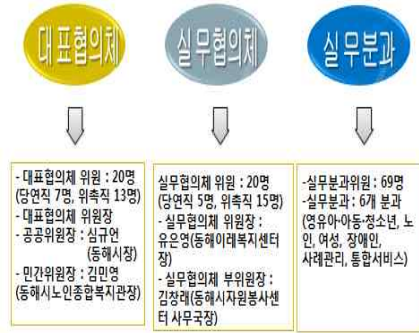 대표협의체
실무협의체
실무분과
- 대표협의체 위원 : 20명
(당연직 7명, 위촉직 13명)
- 대표협의체 위원장
- 공공위원장 : 심규언
(동해시장)
- 민간위원장 : 김민영
(동해시노인종합복지관장)
실무협의체 위원 : 20명
(당연직 5명, 위촉직 15명)
- 실무협의체 위원장 :
유은영(동해이레복지센터
장)
- 실무협의체 부위원장 :
김창래(동해시자원봉사센
터 사무국장)
-실무분과위원 : 69명
-실무분과 : 6개 분과
(영유아·아동·청소년, 노
인, 여성, 장애인,
사례관리, 통합서비스)